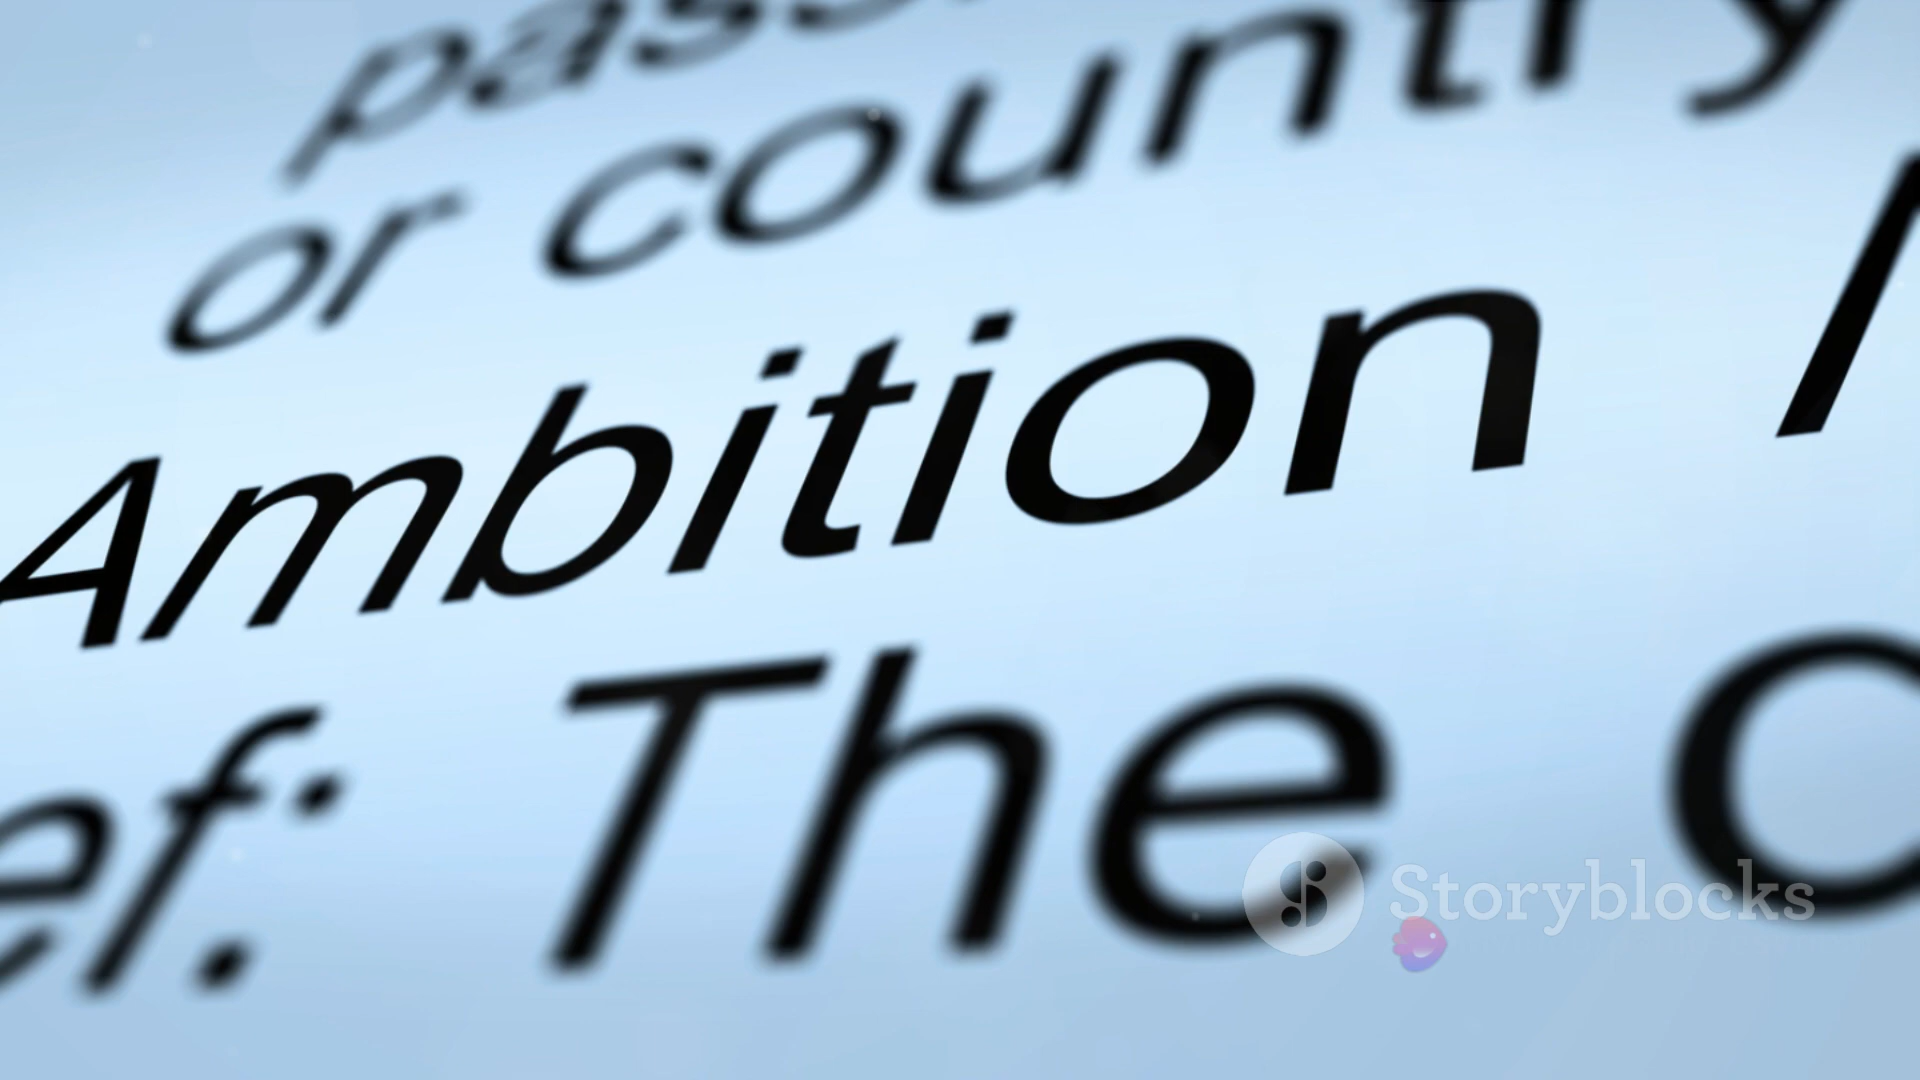 or country
Ambition
ef: The
Storyblocks